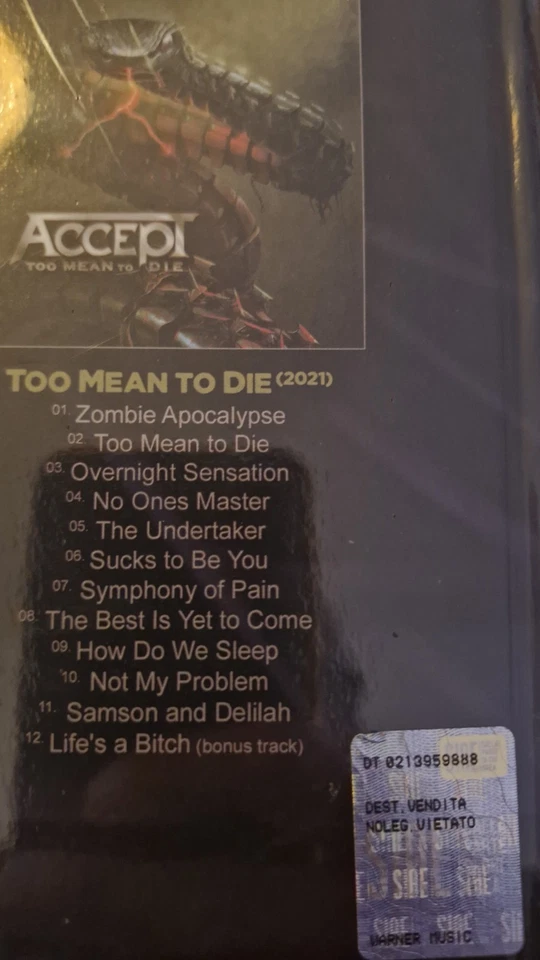 ACCEPT
TOO MEAN TO DIE
TOO MEAN TO DIE (2021)
01. Zombie Apocalypse
02. Too Mean to Die
03. Overnight Sensation
04. No Ones Master
05. The Undertaker
06. Sucks to Be You
07. Symphony of Pain
08. The Best Is Yet to Come
09. How Do We Sleep
10. Not My Problem
11. Samson and Delilah
12. Life's a Bitch (bonus track)
DT 0213959888
DEST.VENDITA
NOLEG.VIETATO
SIAE SIAE
WARNER MUSIC